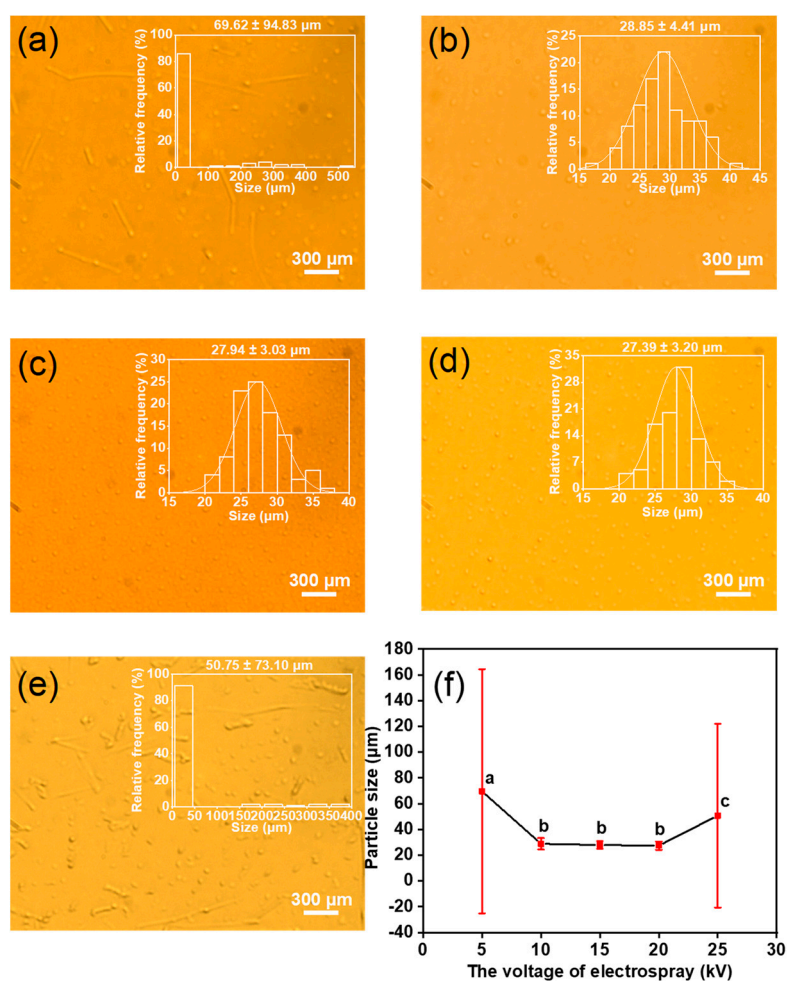 (a)
69.62 ± 94.83 μm
Relative frequency (%)
100
80
60
40
20
0
0 100 200 300 400 500
Size (μm)
300 μm
(b)
28.85 ± 4.41 μm
Relative frequency (%)
25
20
15
10
5
0
15 20 25 30 35 40 45
Size (μm)
300 μm
(c)
27.94 ± 3.03 μm
Relative frequency (%)
30
25
20
15
10
5
0
15 20 25 30 35 40
Size (μm)
300 μm
(d)
27.39 ± 3.20 μm
Relative frequency (%)
35
28
21
14
7
0
15 20 25 30 35 40
Size (μm)
300 μm
(e)
50.75 ± 73.10 μm
Relative frequency (%)
100
80
60
40
20
0
0 50 100 150 200 250 300 350 400
Size (μm)
300 μm
(f)
Particle size (μm)
180
160
140
120
100
80
60
40
20
0
-20
-40
a
b b b
c
0 5 10 15 20 25 30
The voltage of electrospray (kV)